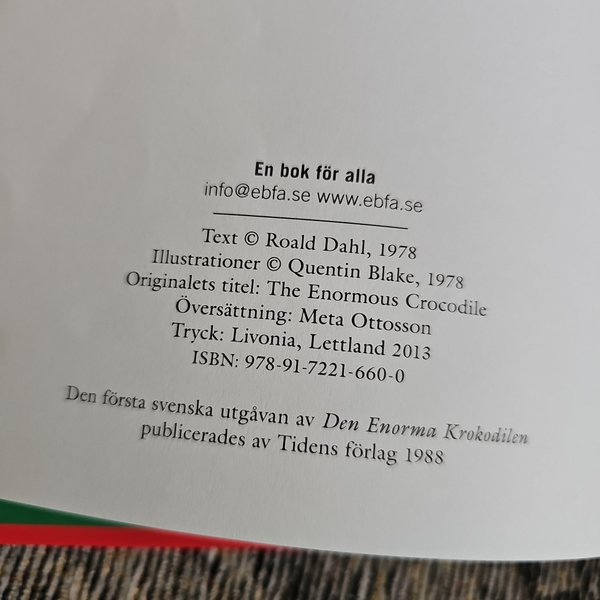 En bok för alla
info@ebfa.se www.ebfa.se
Text © Roald Dahl, 1978
Illustrationer © Quentin Blake, 1978
Originalets titel: The Enormous Crocodile
Översättning: Meta Ottosson
Tryck: Livonia, Lettland 2013
ISBN: 978-91-7221-660-0
Den första svenska utgåvan av Den Enorma Krokodilen
publicerades av Tidens förlag 1988